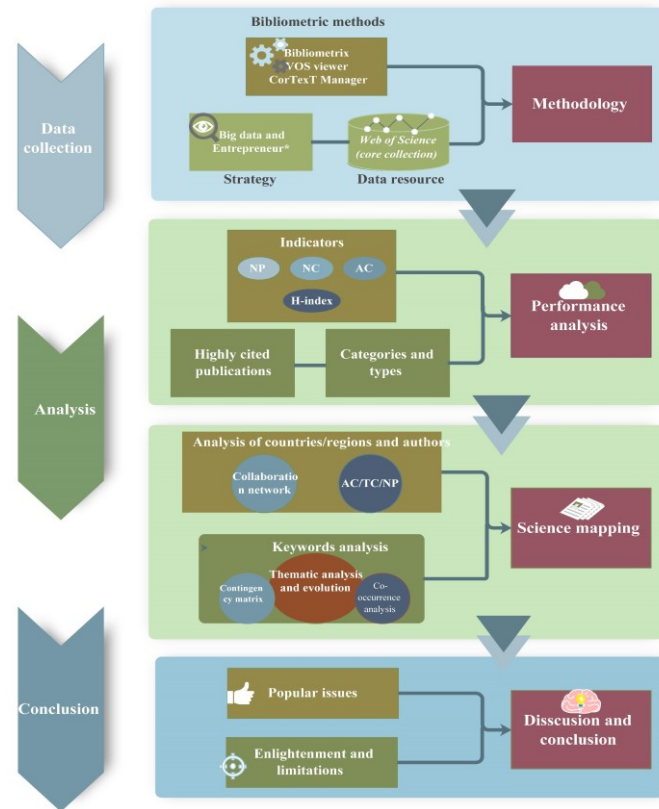 Data
collection
Bibliometric methods
Bibliometrix
VOS viewer
CorTexT Manager
Methodology
Big data and
Entrepreneur*
Web of Science
(core collection)
Strategy
Data resource
Analysis
Indicators
NP
NC
AC
H-index
Performance
analysis
Highly cited
publications
Categories and
types
Analysis of countries/regions and authors
Collaboratio
n network
AC/TC/NP
Science mapping
Keywords analysis
Thematic analysis
and evolution
Contingen
cy matrix
Co-
occurrence
analysis
Conclusion
Popular issues
Disscusion and
conclusion
Enlightenment and
limitations